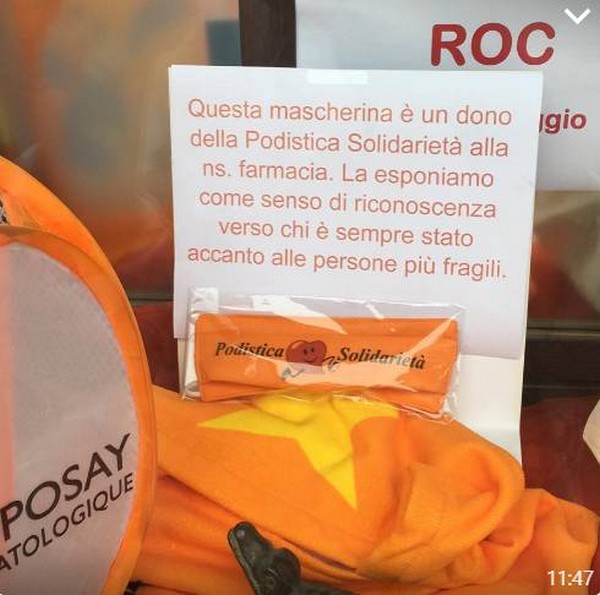 ROC
ggio
Questa mascherina è un dono
della Podistica Solidarietà alla
ns. farmacia. La esponiamo
come senso di riconoscenza
verso chi è sempre stato
accanto alle persone più fragili.
Podistica Solidarietà
POSAY
ATOLOGIQUE
11:47